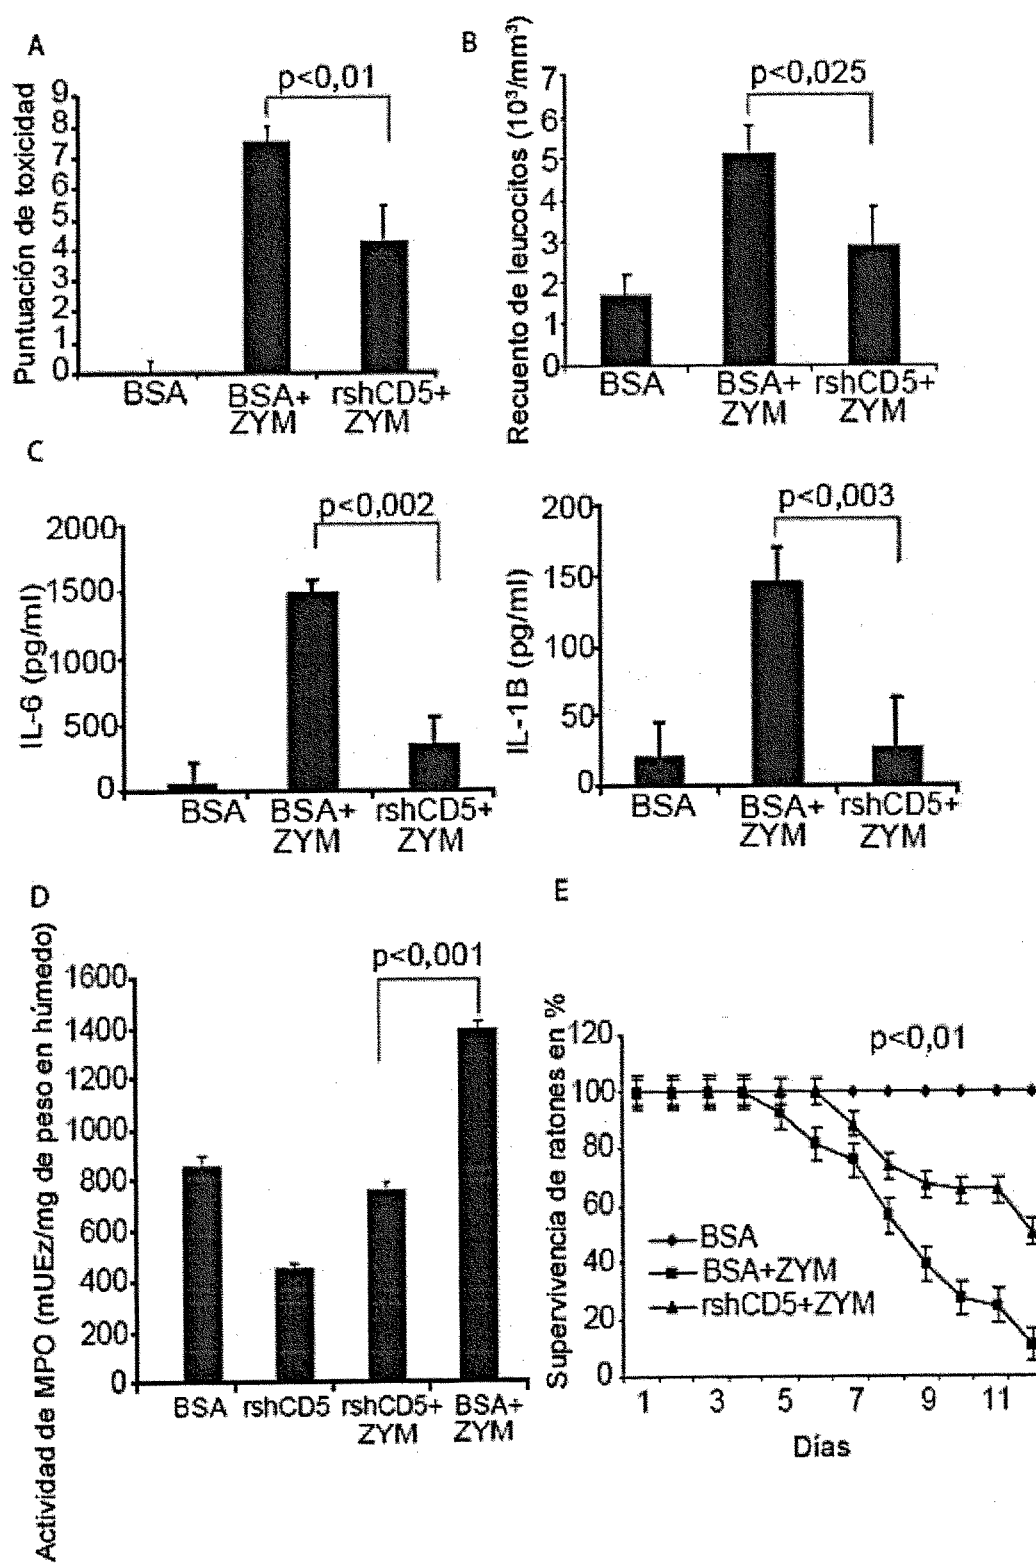 A
p<0,01
Puntuación de toxicidad
9
8
7
6
5
4
3
2
1
0
BSA
BSA+
ZYM
rshCD5+
ZYM
B
p<0,025
Recuento de leucocitos (10³/mm³)
7
6
5
4
3
2
1
0
BSA
BSA+
ZYM
rshCD5+
ZYM
C
p<0,002
IL-6 (pg/ml)
2000
1500
1000
500
0
BSA
BSA+
ZYM
rshCD5+
ZYM
p<0,003
IL-1B (pg/ml)
200
150
100
50
0
BSA
BSA+
ZYM
rshCD5+
ZYM
D
p<0,001
Actividad de MPO (mUEz/mg de peso en húmedo)
1600
1400
1200
1000
800
600
400
200
0
BSA
rshCD5
rshCD5+
ZYM
BSA+
ZYM
E
p<0,01
Supervivencia de ratones en %
120
100
80
60
40
20
0
BSA
BSA+ZYM
rshCD5+ZYM
1 3 5 7 9 11
Días